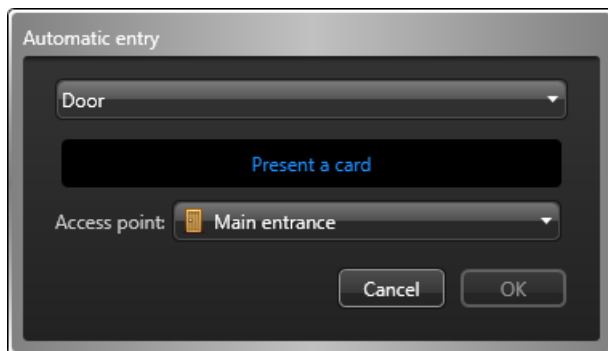 Automatic entry
Door
Present a card
Access point: Main entrance
Cancel OK